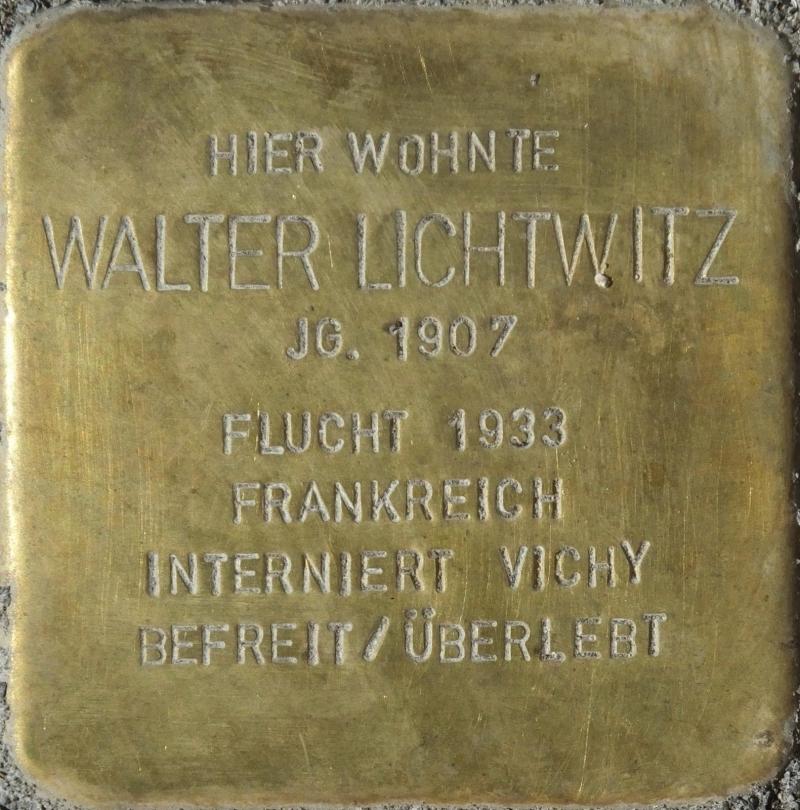 HIER WOHNTE
WALTER LICHTWITZ
JG. 1907
FLUCHT 1933
FRANKREICH
INTERNIERT VICHY
BEFREIT/ÜBERLEBT